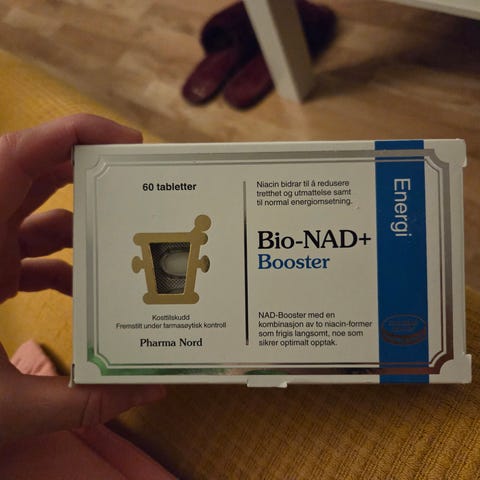 60 tabletter
Kosttilskudd
Fremstilt under farmasøytisk kontroll
Pharma Nord
Niacin bidrar til å redusere
tretthet og utmattelse samt
til normal energiomsetning.
Bio-NAD+
Booster
NAD-Booster med en
kombinasjon av to niacin-former
som frigis langsomt, noe som
sikrer optimalt opptak.
Energi